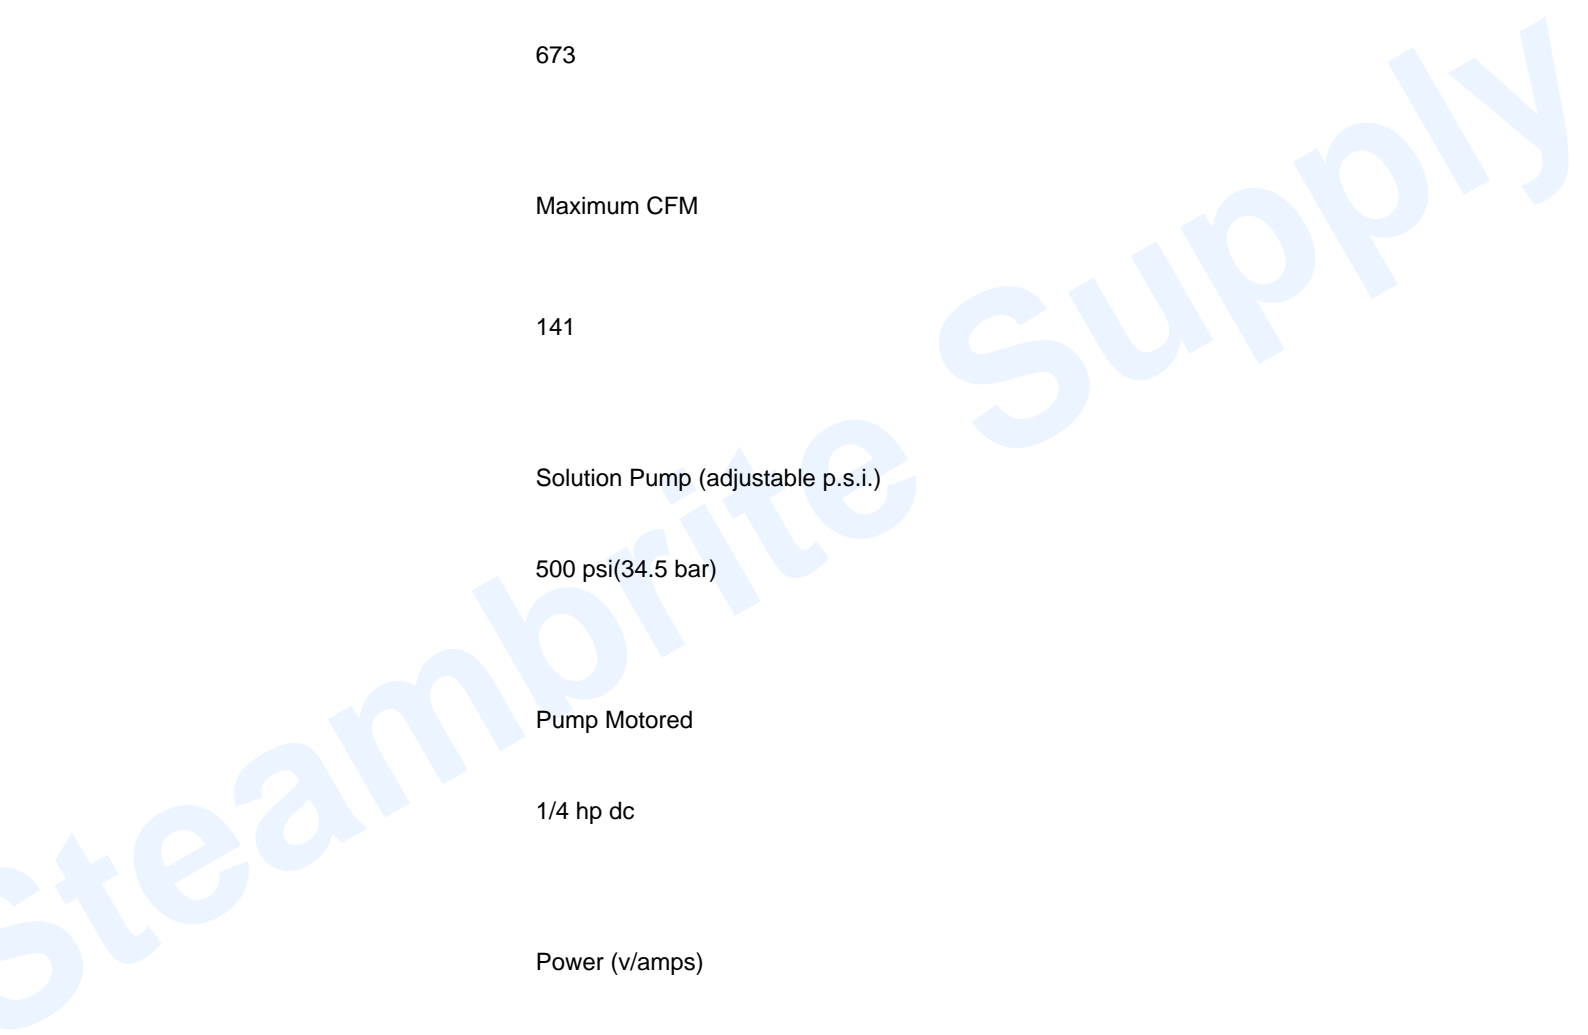 673
Maximum CFM
141
Solution Pump (adjustable p.s.i.)
500 psi(34.5 bar)
Pump Motored
1/4 hp dc
Power (v/amps)
Steambrite Supply